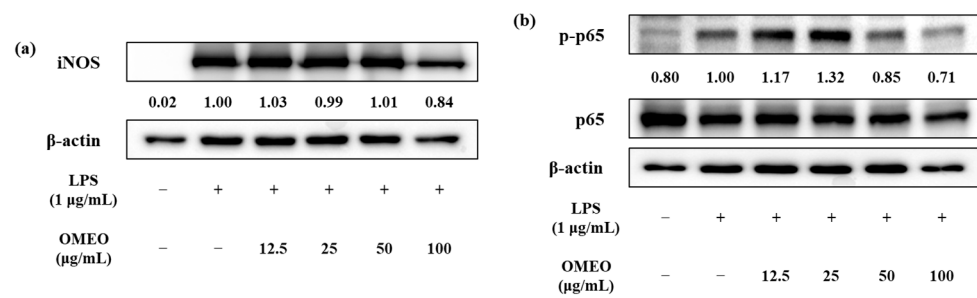 (a)
iNOS
0.02 1.00 1.03 0.99 1.01 0.84
β-actin
LPS
(1 μg/mL)
– + + + + +
OMEO
(μg/mL)
– – 12.5 25 50 100
(b)
p-p65
0.80 1.00 1.17 1.32 0.85 0.71
p65
β-actin
LPS
(1 μg/mL)
– + + + + +
OMEO
(μg/mL)
– – 12.5 25 50 100